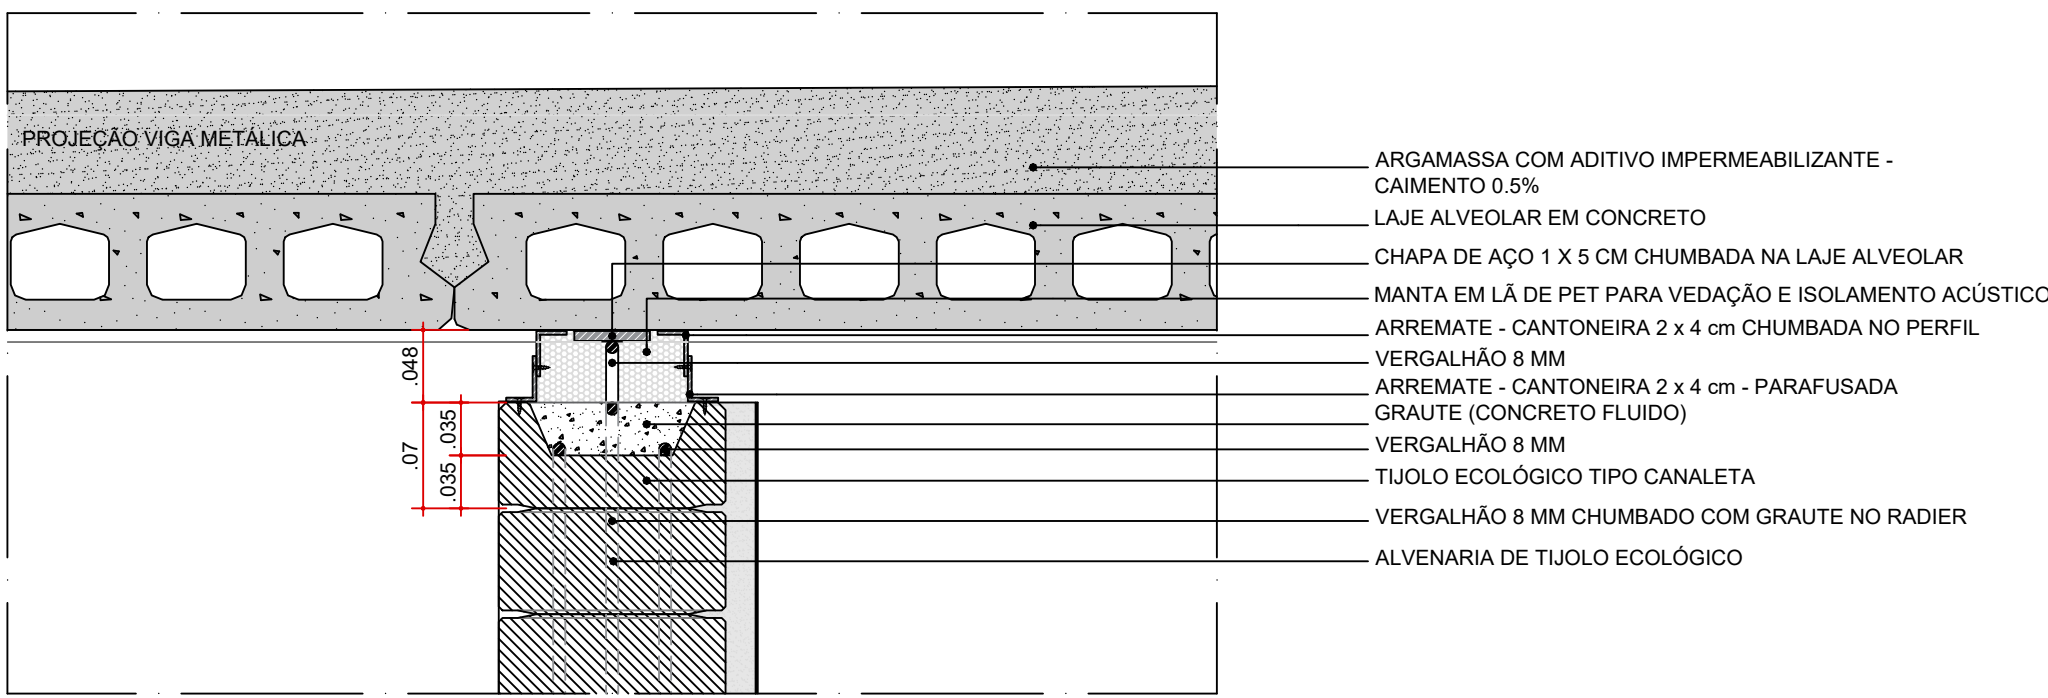 PROJEÇÃO VIGA METÁLICA
ARGAMASSA COM ADITIVO IMPERMEABILIZANTE -
CAIMENTO 0.5%
LAJE ALVEOLAR EM CONCRETO
CHAPA DE AÇO 1 X 5 CM CHUMBADA NA LAJE ALVEOLAR
MANTA EM LÃ DE PET PARA VEDAÇÃO E ISOLAMENTO ACÚSTICO
ARREMATE - CANTONEIRA 2 x 4 cm CHUMBADA NO PERFIL
VERGALHÃO 8 MM
ARREMATE - CANTONEIRA 2 x 4 cm - PARAFUSADA
GRAUTE (CONCRETO FLUIDO)
VERGALHÃO 8 MM
TIJOLO ECOLÓGICO TIPO CANALETA
VERGALHÃO 8 MM CHUMBADO COM GRAUTE NO RADIER
ALVENARIA DE TIJOLO ECOLÓGICO
.048
.07
.035
.035